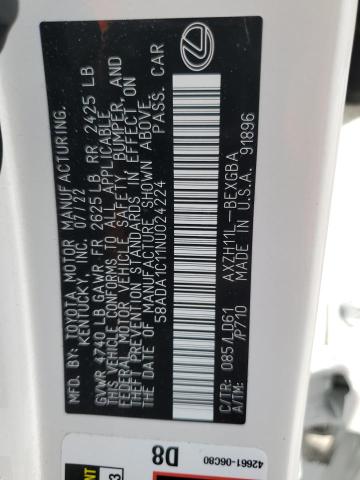 MFD. BY: TOYOTA MOTOR MANUFACTURING.
KENTUCKY, INC. 07/22
GVWR 4740 LB GAWR FR 2625 LB RR 2425 LB
THIS VEHICLE CONFORMS TO ALL APPLICABLE
FEDERAL MOTOR VEHICLE SAFETY, BUMPER, AND
THEFT PREVENTION STANDARDS IN EFFECT ON
THE DATE OF MANUFACTURE SHOWN ABOVE.
58ADA1C11NU024224 PASS. CAR
C/TR: 0854 LD61 AXZH11L-BEXGBA
A/TM: /P710 MADE IN U.S.A. 91896
42661-06C80
D8